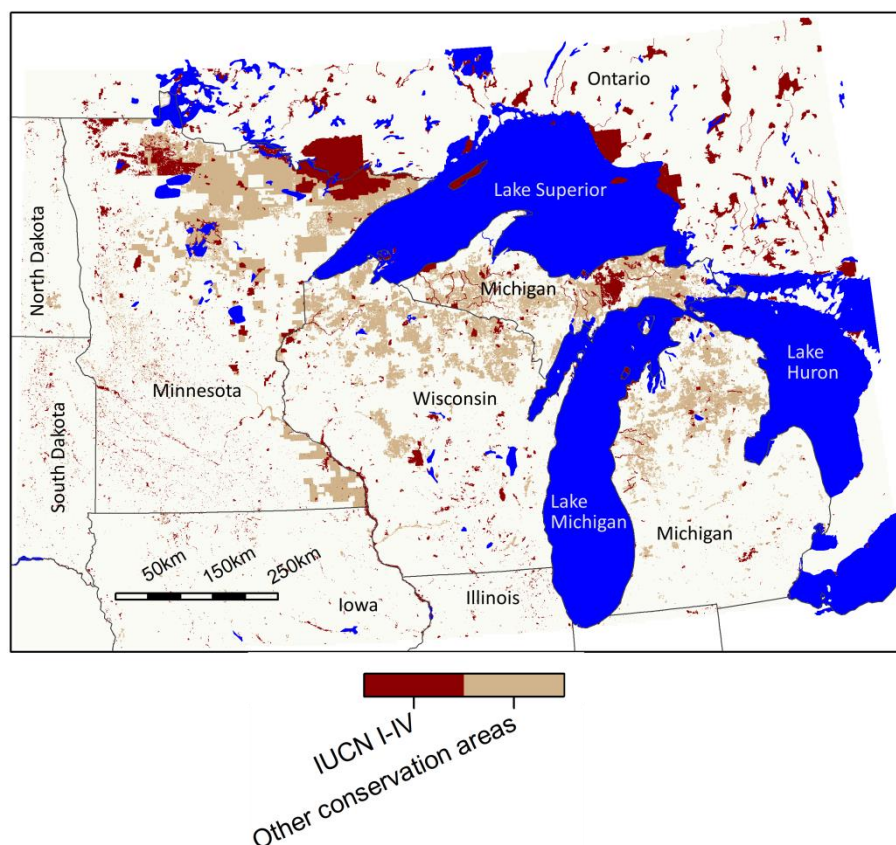 Ontario
Lake Superior
North Dakota
Michigan
Lake
Huron
Minnesota
Wisconsin
South Dakota
Lake
Michigan
Michigan
50km
150km
250km
Iowa
Illinois
IUCN I-IV
Other conservation areas